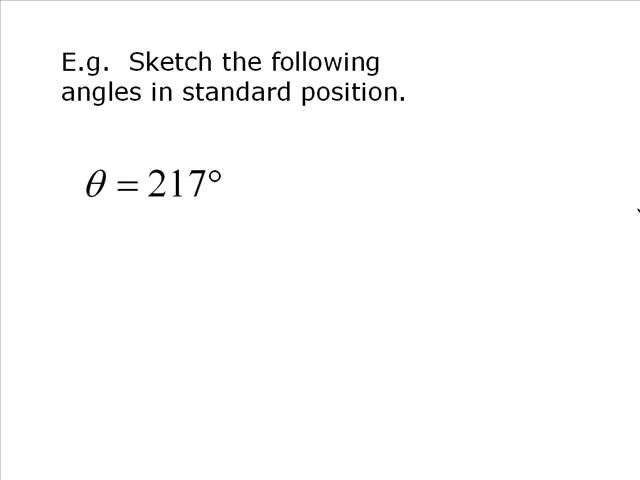 E.g.  Sketch the following
angles in standard position.
θ = 217°